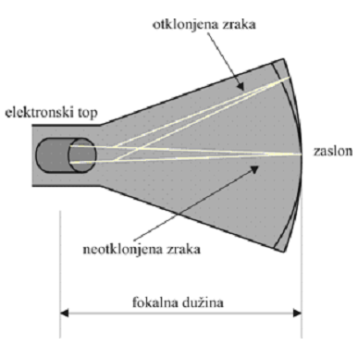 otklonjena zraka
elektronski top
zaslon
neotklonjena zraka
fokalna dužina